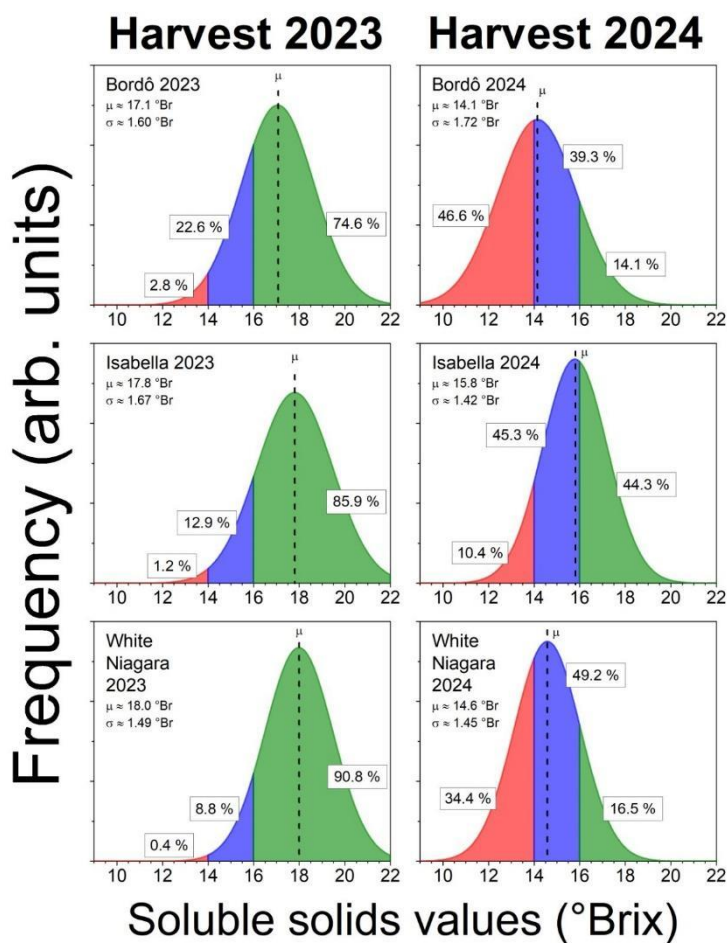 Harvest 2023
Harvest 2024
Frequency (arb. units)
Bordô 2023
μ ≈ 17.1 °Br
σ ≈ 1.60 °Br
μ
2.8 %
22.6 %
74.6 %
10 12 14 16 18 20 22
Bordô 2024
μ ≈ 14.1 °Br
σ ≈ 1.72 °Br
μ
46.6 %
39.3 %
14.1 %
10 12 14 16 18 20 22
Isabella 2023
μ ≈ 17.8 °Br
σ ≈ 1.67 °Br
μ
1.2 %
12.9 %
85.9 %
10 12 14 16 18 20 22
Isabella 2024
μ ≈ 15.8 °Br
σ ≈ 1.42 °Br
μ
10.4 %
45.3 %
44.3 %
10 12 14 16 18 20 22
White
Niagara
2023
μ ≈ 18.0 °Br
σ ≈ 1.49 °Br
μ
0.4 %
8.8 %
90.8 %
10 12 14 16 18 20 22
White
Niagara
2024
μ ≈ 14.6 °Br
σ ≈ 1.45 °Br
μ
34.4 %
49.2 %
16.5 %
10 12 14 16 18 20 22
Soluble solids values (°Brix)